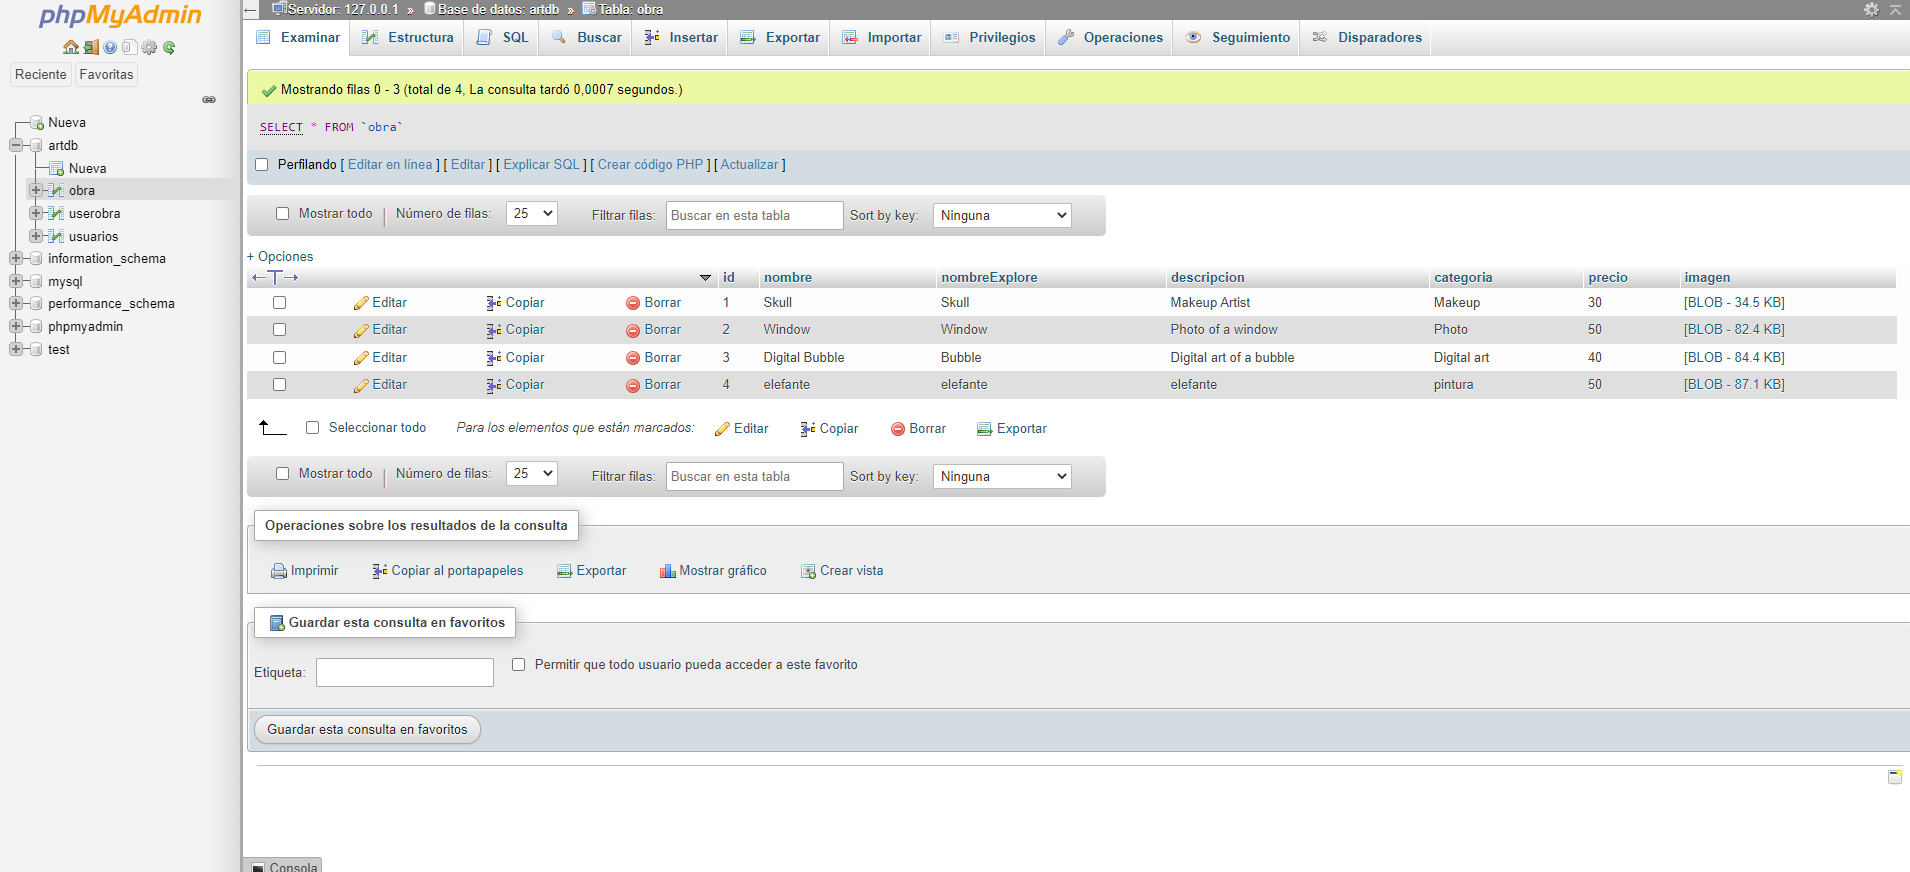 phpMyAdmin
Reciente Favoritas
Nueva
artdb
Nueva
obra
userobra
usuarios
information_schema
mysql
performance_schema
phpmyadmin
test
Servidor: 127.0.0.1 » Base de datos: artdb » Tabla: obra
Examinar Estructura SQL Buscar Insertar Exportar Importar Privilegios Operaciones Seguimiento Disparadores
Mostrando filas 0 - 3 (total de 4, La consulta tardó 0,0007 segundos.)
SELECT * FROM `obra`
Perfilando [ Editar en línea ] [ Editar ] [ Explicar SQL ] [ Crear código PHP ] [ Actualizar ]
Mostrar todo | Número de filas: 25 Filtrar filas: Buscar en esta tabla Sort by key: Ninguna
+ Opciones
←T→ id nombre nombreExplore descripcion categoria precio imagen
Editar Copiar Borrar 1 Skull Skull Makeup Artist Makeup 30 [BLOB - 34.5 KB]
Editar Copiar Borrar 2 Window Window Photo of a window Photo 50 [BLOB - 82.4 KB]
Editar Copiar Borrar 3 Digital Bubble Bubble Digital art of a bubble Digital art 40 [BLOB - 84.4 KB]
Editar Copiar Borrar 4 elefante elefante elefante pintura 50 [BLOB - 87.1 KB]
Seleccionar todo Para los elementos que están marcados: Editar Copiar Borrar Exportar
Mostrar todo | Número de filas: 25 Filtrar filas: Buscar en esta tabla Sort by key: Ninguna
Operaciones sobre los resultados de la consulta
Imprimir Copiar al portapapeles Exportar Mostrar gráfico Crear vista
Guardar esta consulta en favoritos
Etiqueta: Permitir que todo usuario pueda acceder a este favorito
Guardar esta consulta en favoritos
Consola